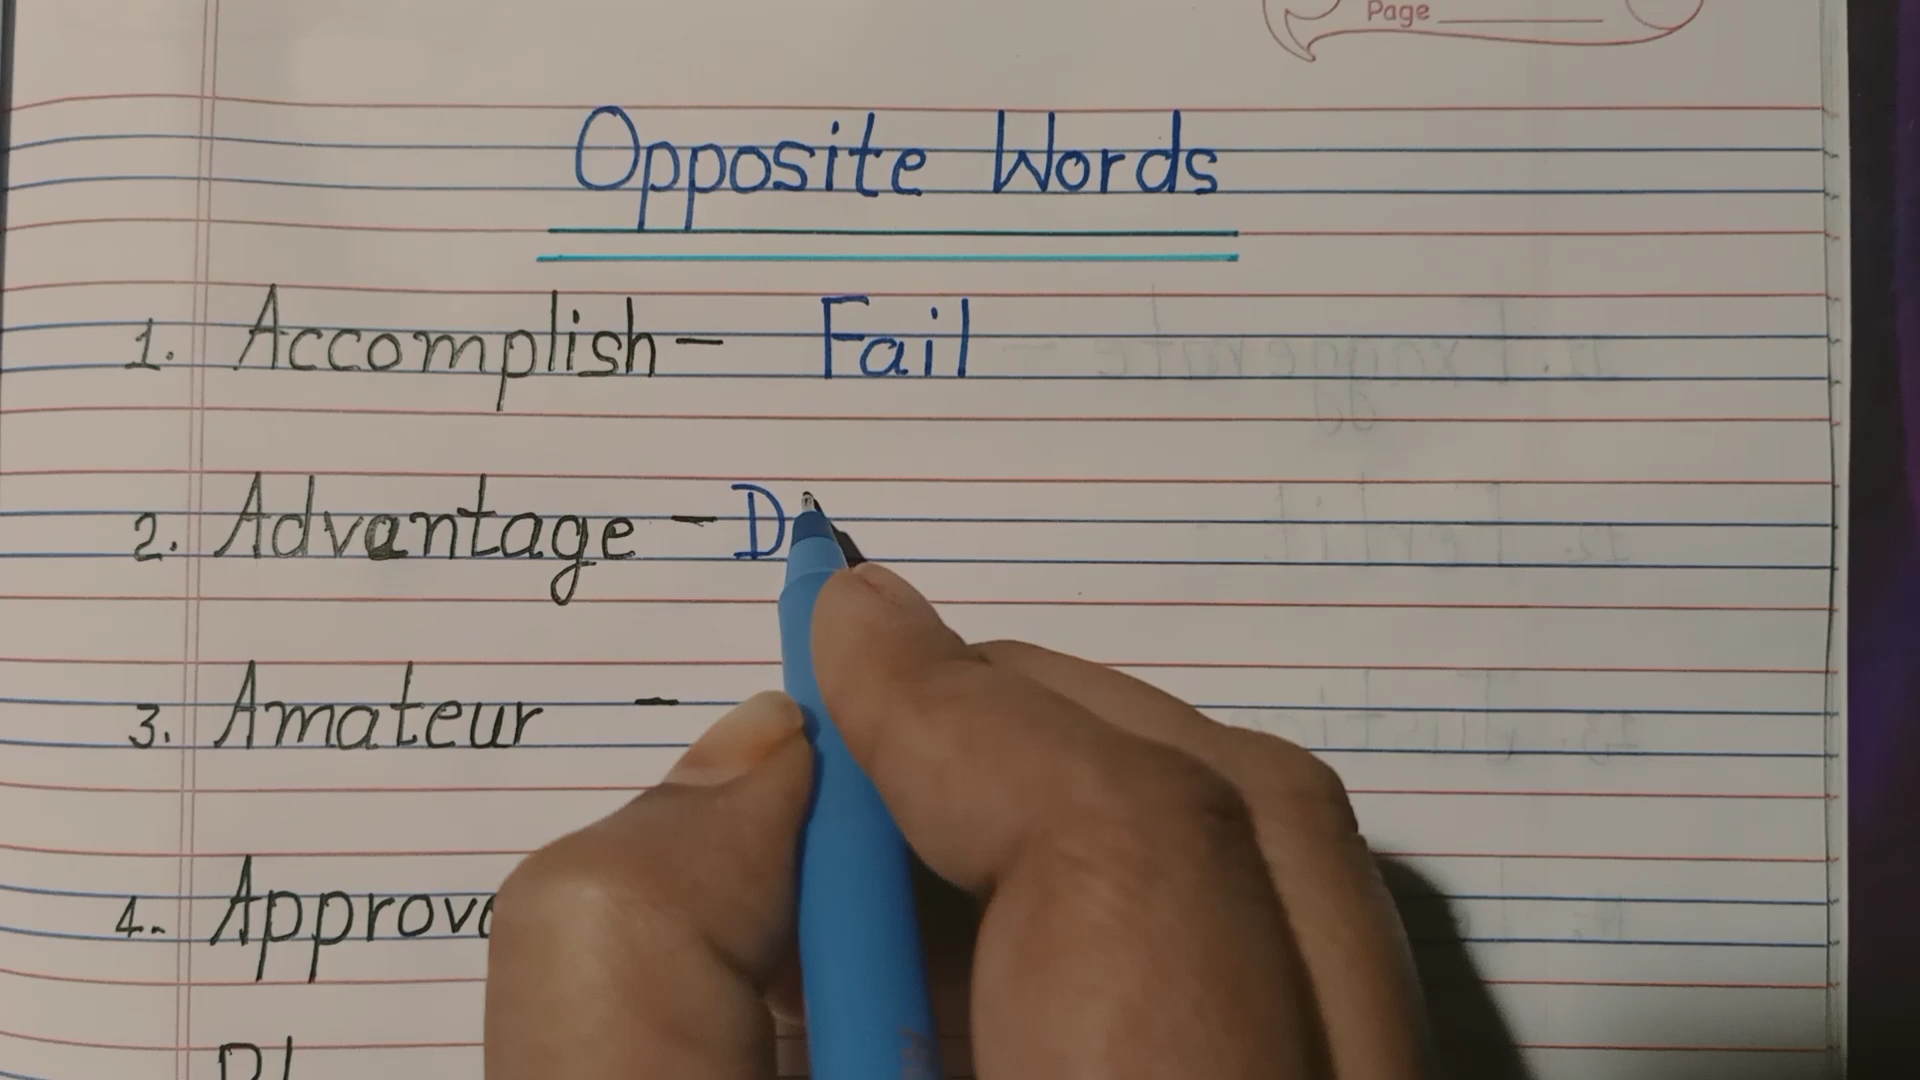 Page
Opposite Words
1. Accomplish - Fail
2. Advantage - D
3. Amateur -
4. Approv